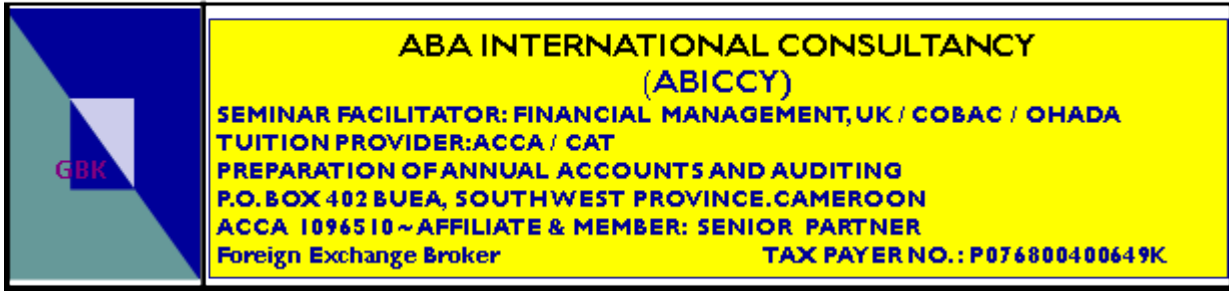 GBK
ABA INTERNATIONAL CONSULTANCY
(ABICCY)
SEMINAR FACILITATOR: FINANCIAL MANAGEMENT, UK / COBAC / OHADA
TUITION PROVIDER:ACCA / CAT
PREPARATION OF ANNUAL ACCOUNTS AND AUDITING
P.O. BOX 402 BUEA, SOUTHWEST PROVINCE.CAMEROON
ACCA 1096510~AFFILIATE & MEMBER: SENIOR PARTNER
Foreign Exchange Broker TAX PAYER NO.: P076800400649K